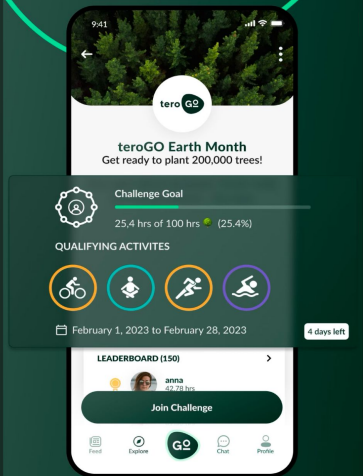 9:41
tero GO
teroGO Earth Month
Get ready to plant 200,000 trees!
Challenge Goal
25,4 hrs of 100 hrs (25.4%)
QUALIFYING ACTIVITES
February 1, 2023 to February 28, 2023
4 days left
LEADERBOARD (150)
anna
42.78 hrs
Join Challenge
Feed
Explore
GO
Chat
Profile